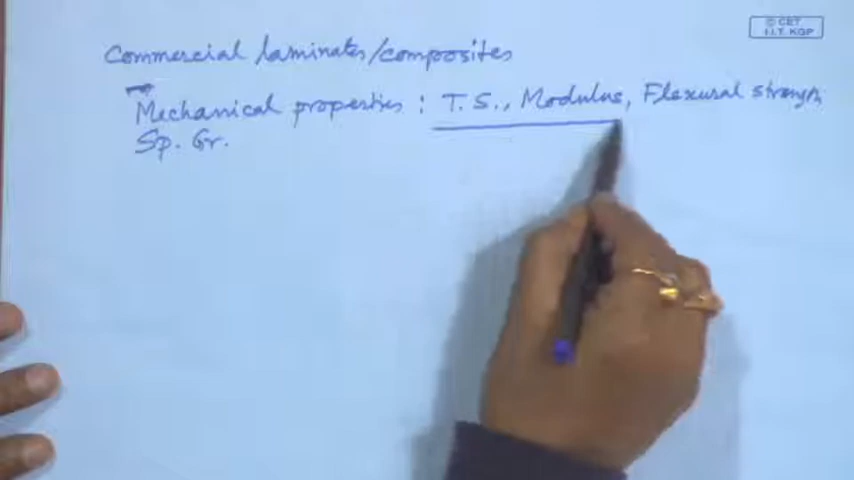 © CET
I.I.T. KGP
Commercial laminates/composites
Mechanical properties : T.S., Modulus, Flexural strength
Sp. Gr.